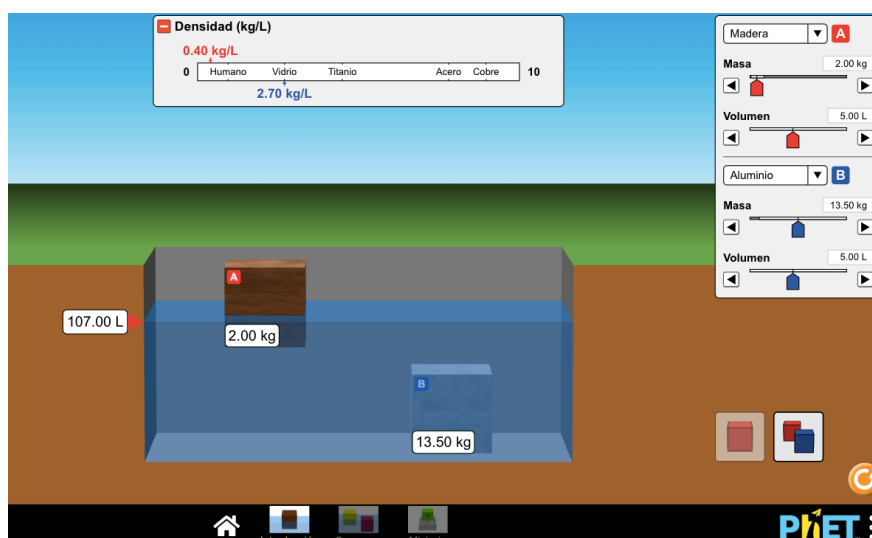 Densidad (kg/L)
0.40 kg/L
0 Humano Vidrio Titanio Acero Cobre 10
2.70 kg/L
Madera A
Masa 2.00 kg
Volumen 5.00 L
Aluminio B
Masa 13.50 kg
Volumen 5.00 L
A
107.00 L
2.00 kg
B
13.50 kg
PhET